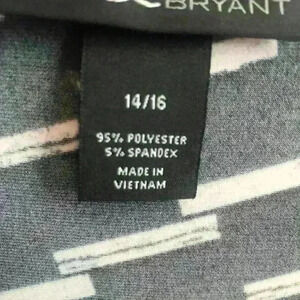 BRYANT
14/16
95% POLYESTER
5% SPANDEX
MADE IN
VIETNAM